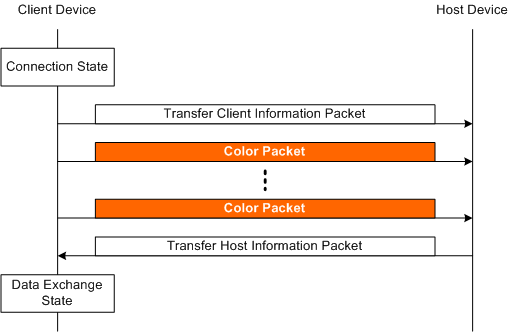 Client Device
Host Device
Connection State
Transfer Client Information Packet
Color Packet
Color Packet
Transfer Host Information Packet
Data Exchange
State